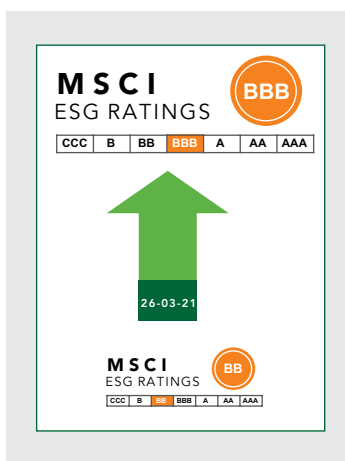 MSCI
ESG RATINGS
BBB
CCC B BB BBB A AA AAA
26-03-21
MSCI
ESG RATINGS
BB
CCC B BB BBB A AA AAA